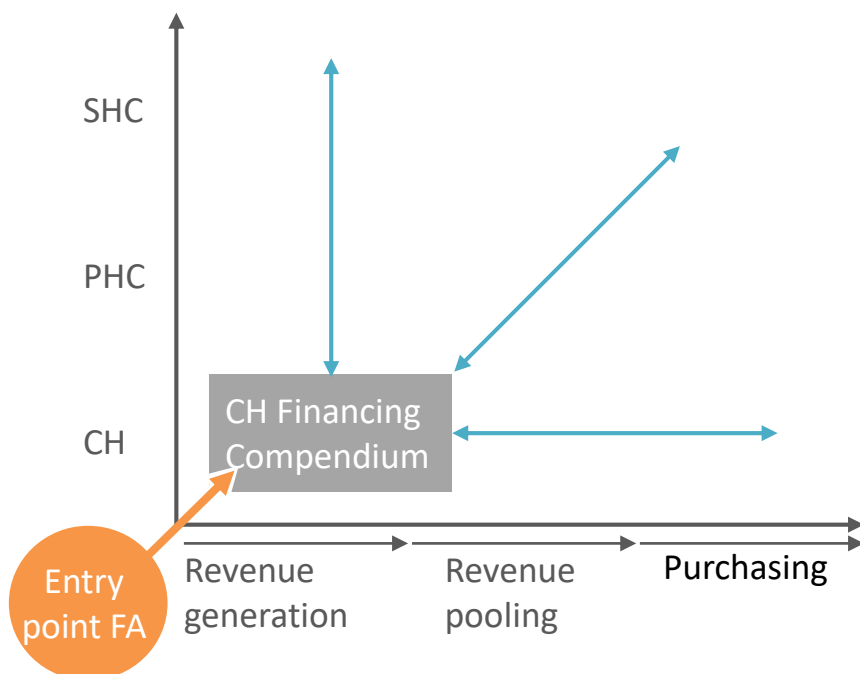 SHC
PHC
CH
CH Financing
Compendium
Entry
point FA
Revenue
generation
Revenue
pooling
Purchasing